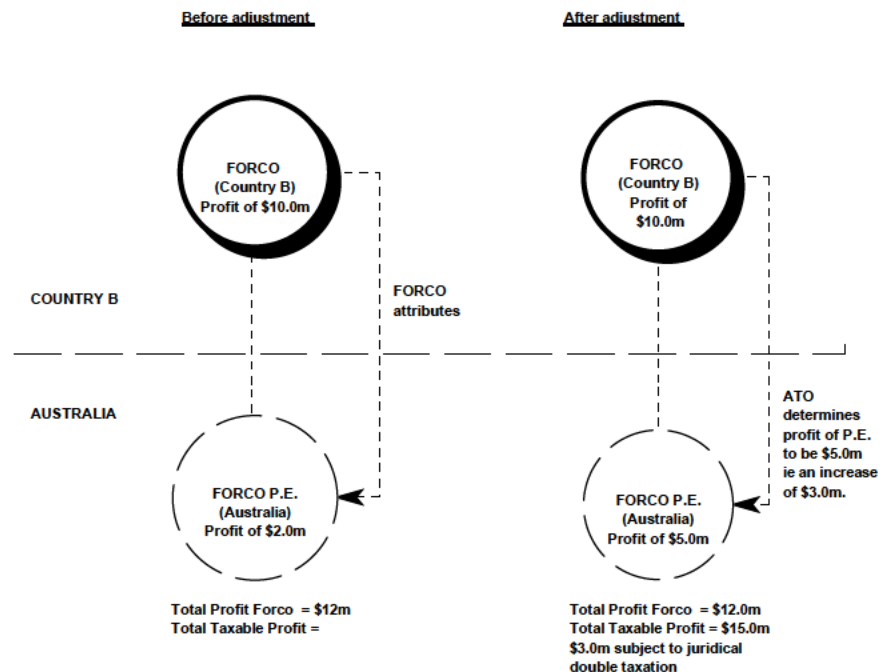 Before adjustment
After adjustment
FORCO
(Country B)
Profit of $10.0m
FORCO
(Country B)
Profit of
$10.0m
COUNTRY B
FORCO
attributes
AUSTRALIA
ATO
determines
profit of P.E.
to be $5.0m
ie an increase
of $3.0m.
FORCO P.E.
(Australia)
Profit of $2.0m
FORCO P.E.
(Australia)
Profit of $5.0m
Total Profit Forco = $12m
Total Taxable Profit =
Total Profit Forco = $12.0m
Total Taxable Profit = $15.0m
$3.0m subject to juridical
double taxation